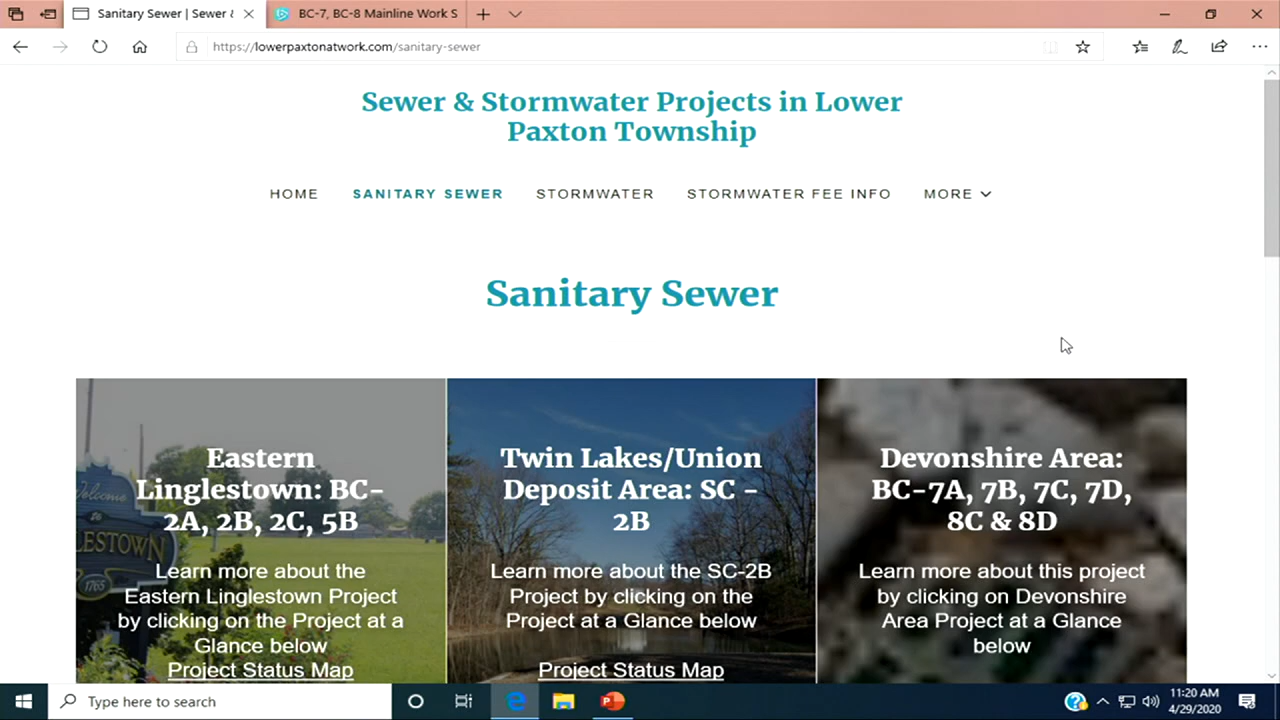 Sanitary Sewer | Sewer &
BC-7, BC-8 Mainline Work S
https://lowerpaxtonatwork.com/sanitary-sewer
Sewer & Stormwater Projects in Lower
Paxton Township
HOME
SANITARY SEWER
STORMWATER
STORMWATER FEE INFO
MORE
Sanitary Sewer
Welcome
to
LESTOWN
1765
Eastern
Linglestown: BC-
2A, 2B, 2C, 5B
Learn more about the
Eastern Linglestown Project
by clicking on the Project at a
Glance below
Project Status Map
Twin Lakes/Union
Deposit Area: SC -
2B
Learn more about the SC-2B
Project by clicking on the
Project at a Glance below
Project Status Map
Devonshire Area:
BC-7A, 7B, 7C, 7D,
8C & 8D
Learn more about this project
by clicking on Devonshire
Area Project at a Glance
below
Type here to search
11:20 AM
4/29/2020